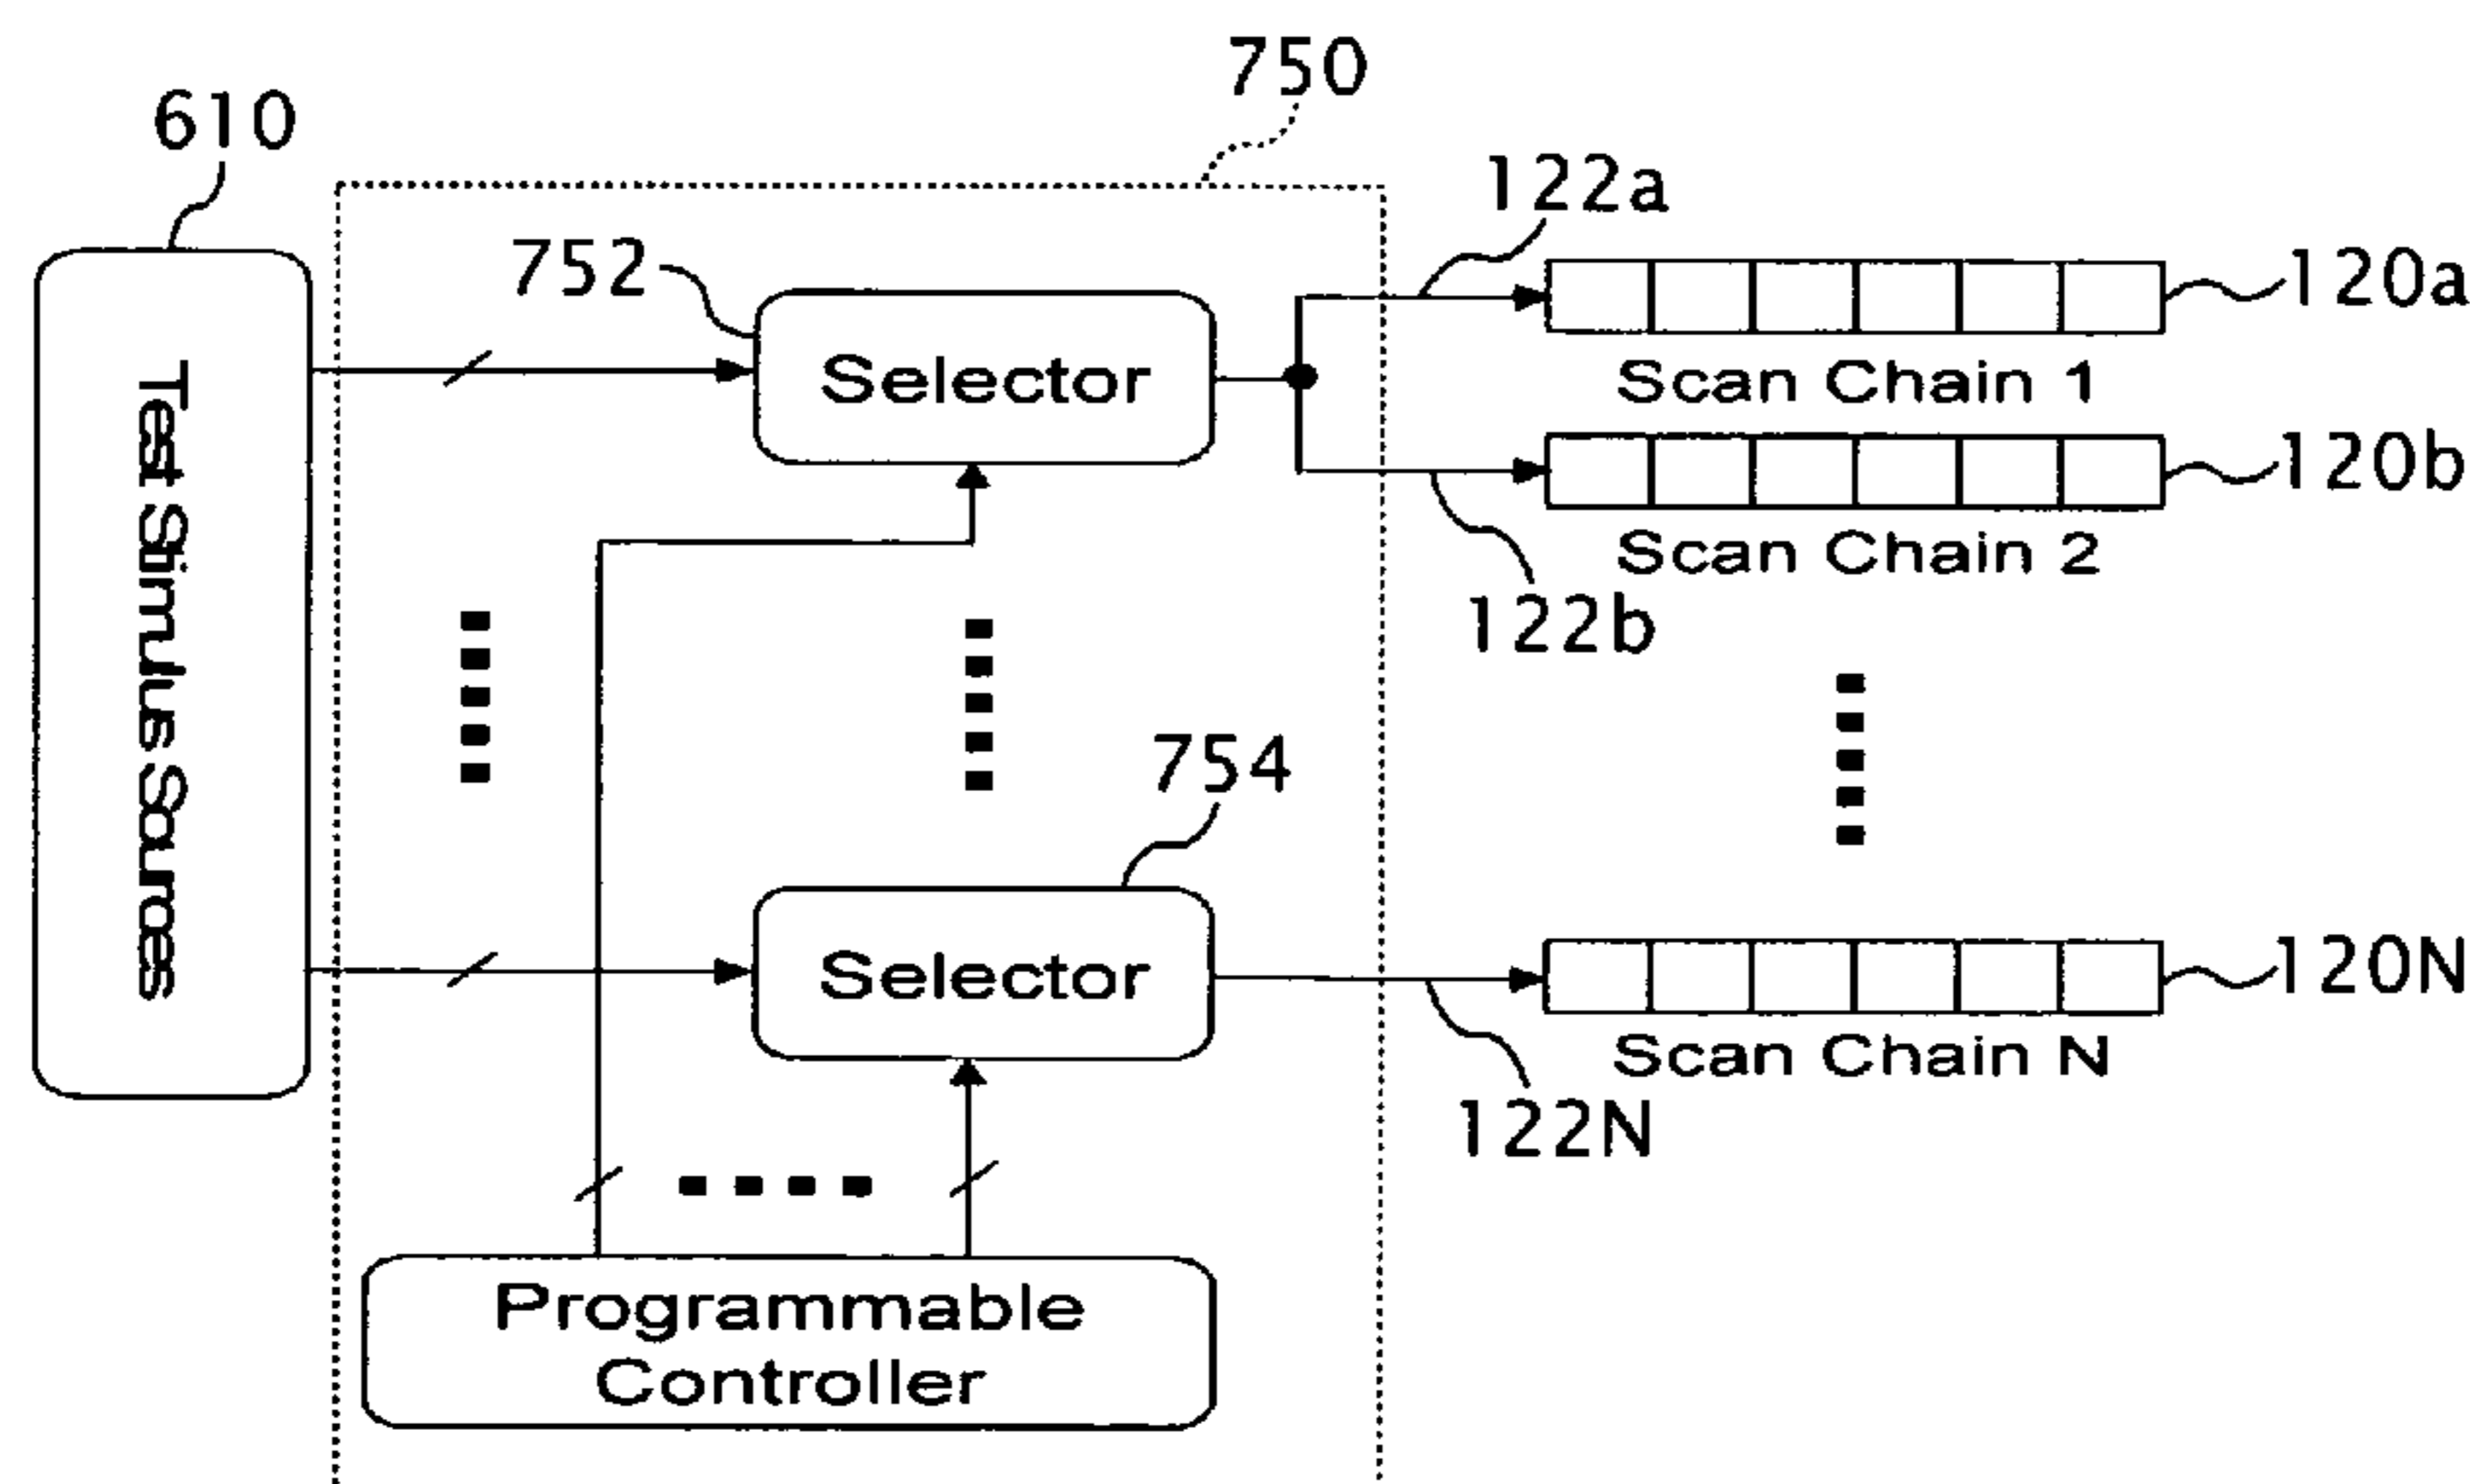 750
610
122a
752
120a
Selector
Scan Chain 1
120b
Scan Chain 2
122b
Test Stimulus Sources
754
120N
Selector
Scan Chain N
122N
Programmable
Controller